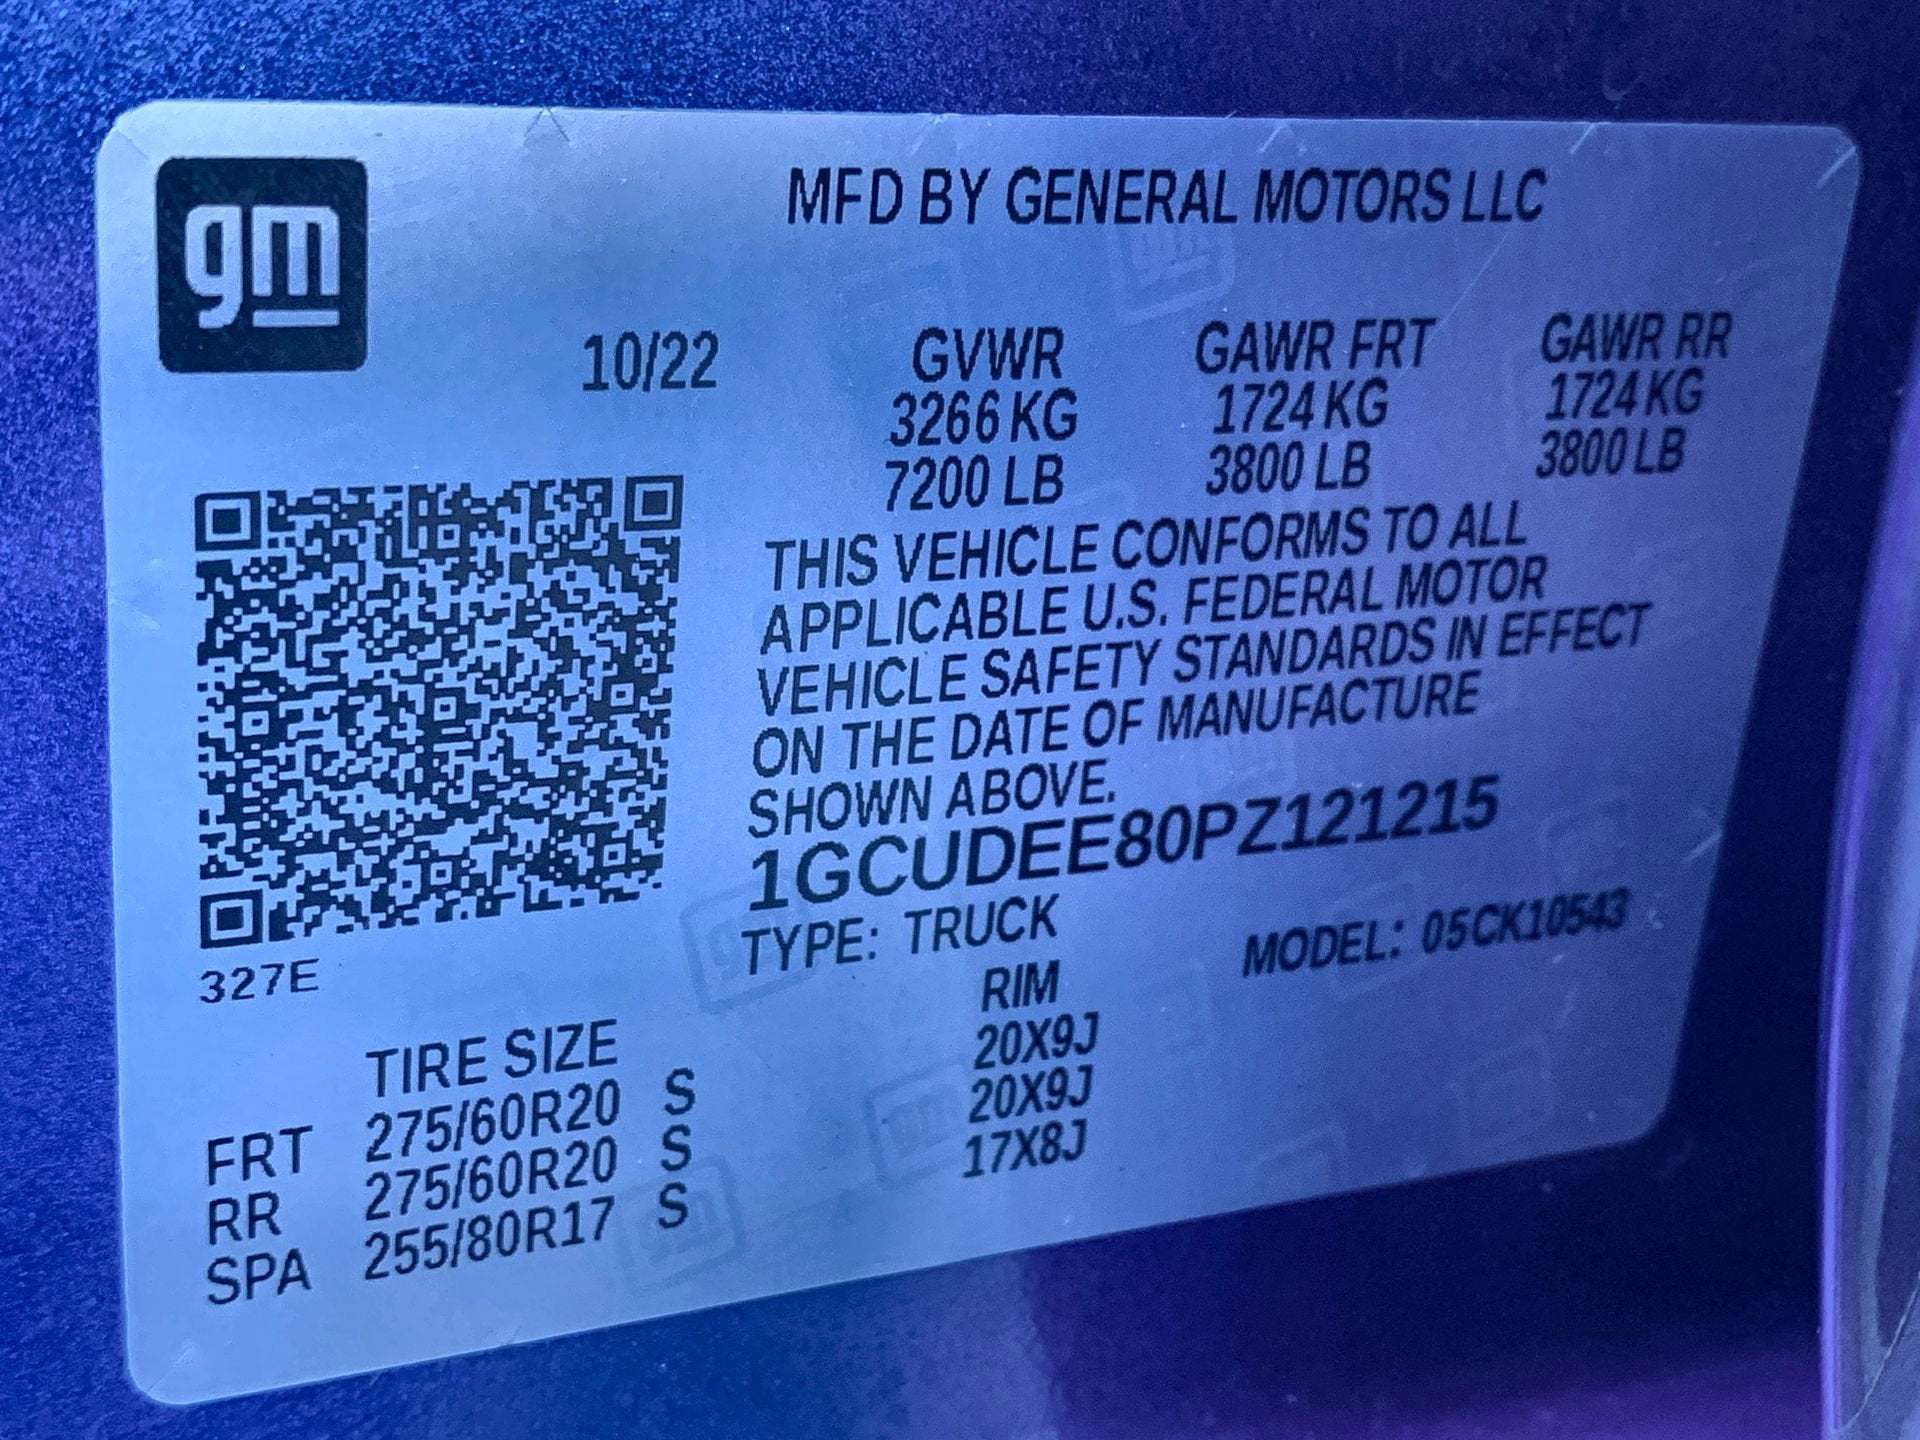 gm
MFD BY GENERAL MOTORS LLC
10/22
GVWR GAWR FRT GAWR RR
3266 KG 1724 KG 1724 KG
7200 LB 3800 LB 3800 LB
THIS VEHICLE CONFORMS TO ALL
APPLICABLE U.S. FEDERAL MOTOR
VEHICLE SAFETY STANDARDS IN EFFECT
ON THE DATE OF MANUFACTURE
SHOWN ABOVE.
1GCUDEE80PZ121215
TYPE: TRUCK MODEL: 05CK10543
327E
TIRE SIZE RIM
FRT 275/60R20 S 20X9J
RR 275/60R20 S 20X9J
SPA 255/80R17 S 17X8J